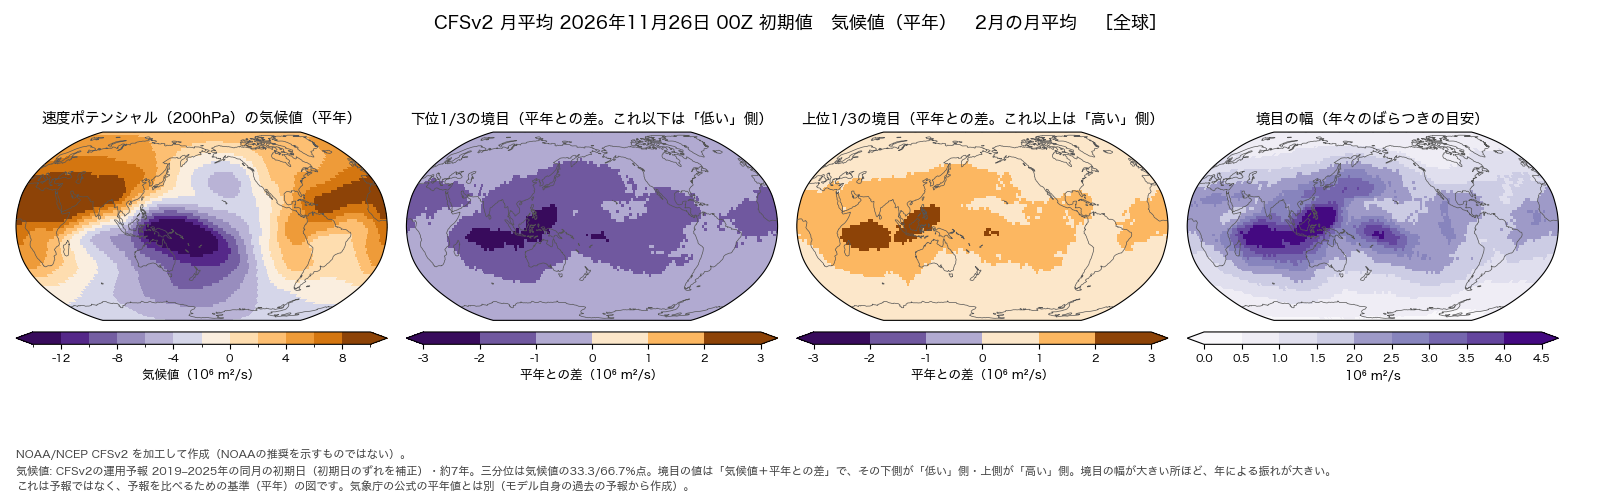 CFSv2 月平均 2026年11月26日 00Z 初期値　気候値（平年）　2月の月平均　［全球］
速度ポテンシャル（200hPa）の気候値（平年）
下位1/3の境目（平年との差。これ以下は「低い」側）
上位1/3の境目（平年との差。これ以上は「高い」側）
境目の幅（年々のばらつきの目安）
-12 -8 -4 0 4 8
-3 -2 -1 0 1 2 3
-3 -2 -1 0 1 2 3
0.0 0.5 1.0 1.5 2.0 2.5 3.0 3.5 4.0 4.5
気候値（10⁶ m²/s）
平年との差（10⁶ m²/s）
平年との差（10⁶ m²/s）
10⁶ m²/s
NOAA/NCEP CFSv2 を加工して作成（NOAAの推奨を示すものではない）。
気候値: CFSv2の運用予報 2019–2025年の同月の初期日（初期日のずれを補正）・約7年。三分位は気候値の33.3/66.7%点。境目の値は「気候値＋平年との差」で、その下側が「低い」側・上側が「高い」側。境目の幅が大きい所ほど、年による振れが大きい。
これは予報ではなく、予報を比べるための基準（平年）の図です。気象庁の公式の平年値とは別（モデル自身の過去の予報から作成）。